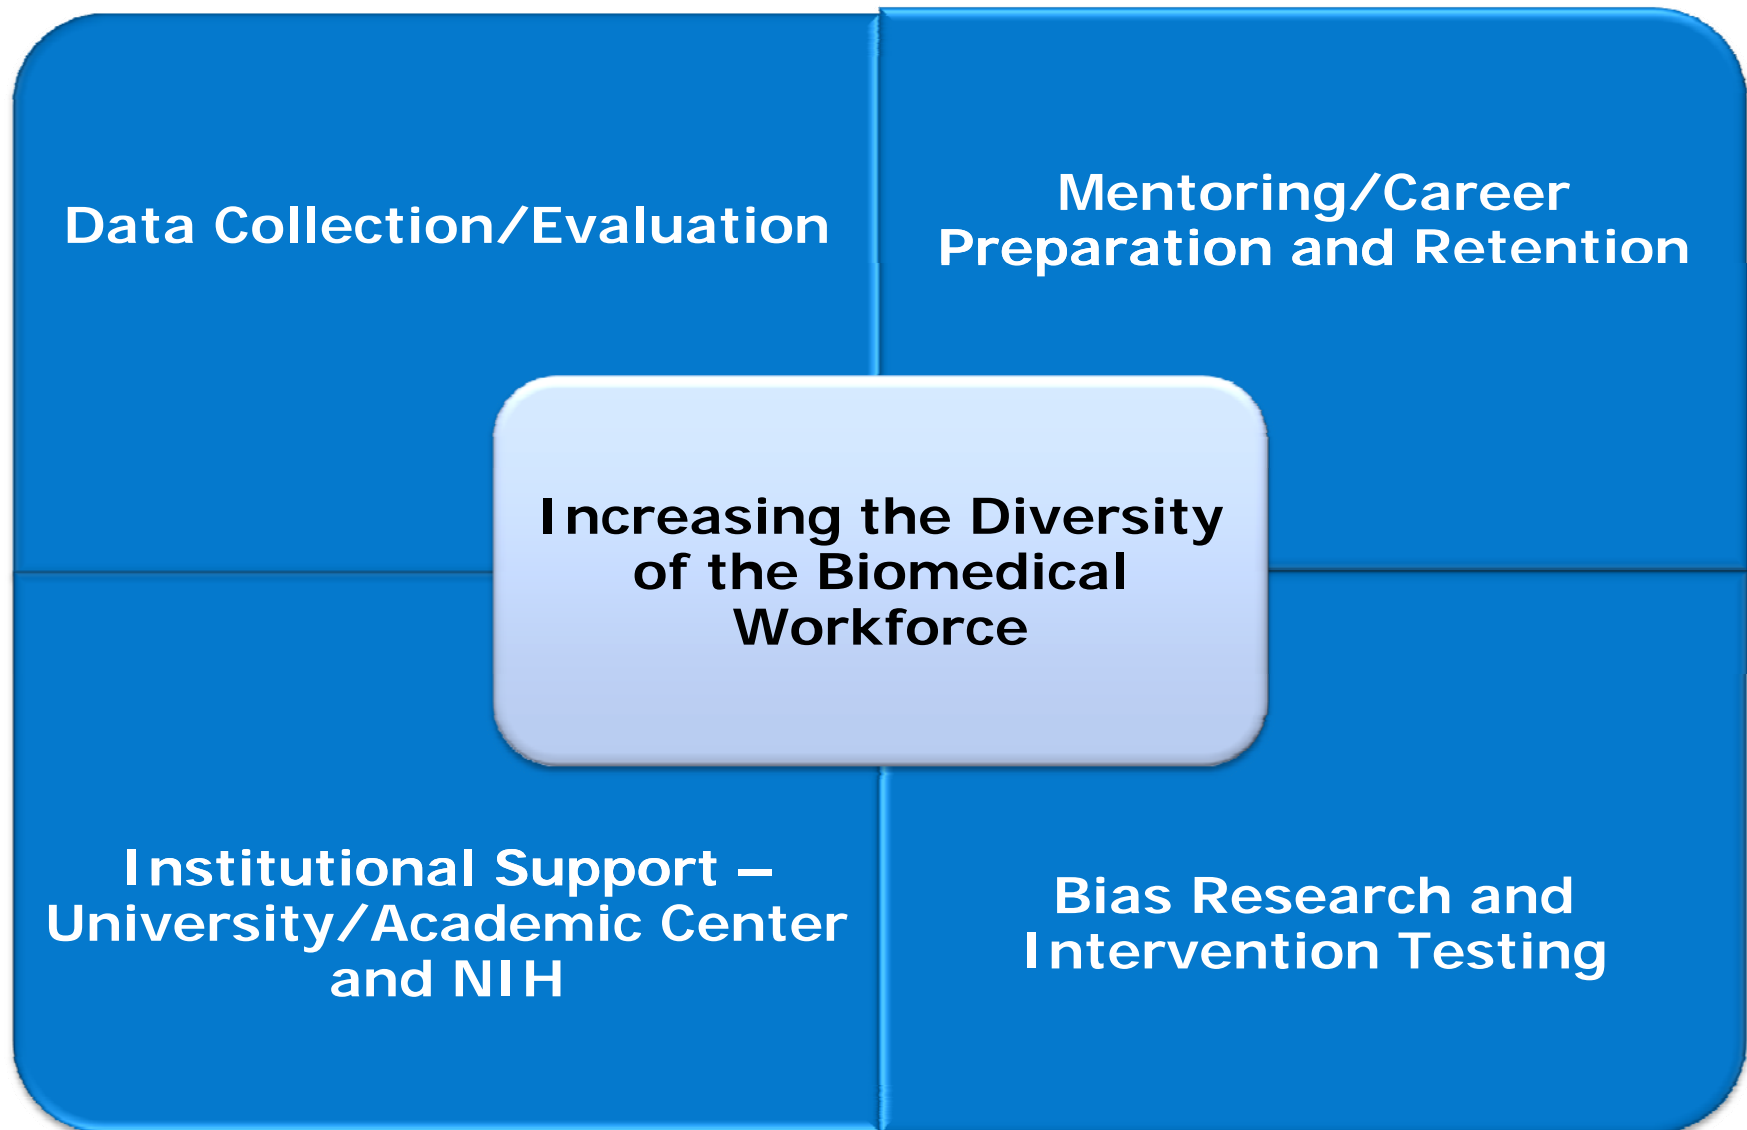 Data Collection/Evaluation
Mentoring/Career
Preparation and Retention
Increasing the Diversity
of the Biomedical
Workforce
Institutional Support –
University/Academic Center
and NIH
Bias Research and
Intervention Testing